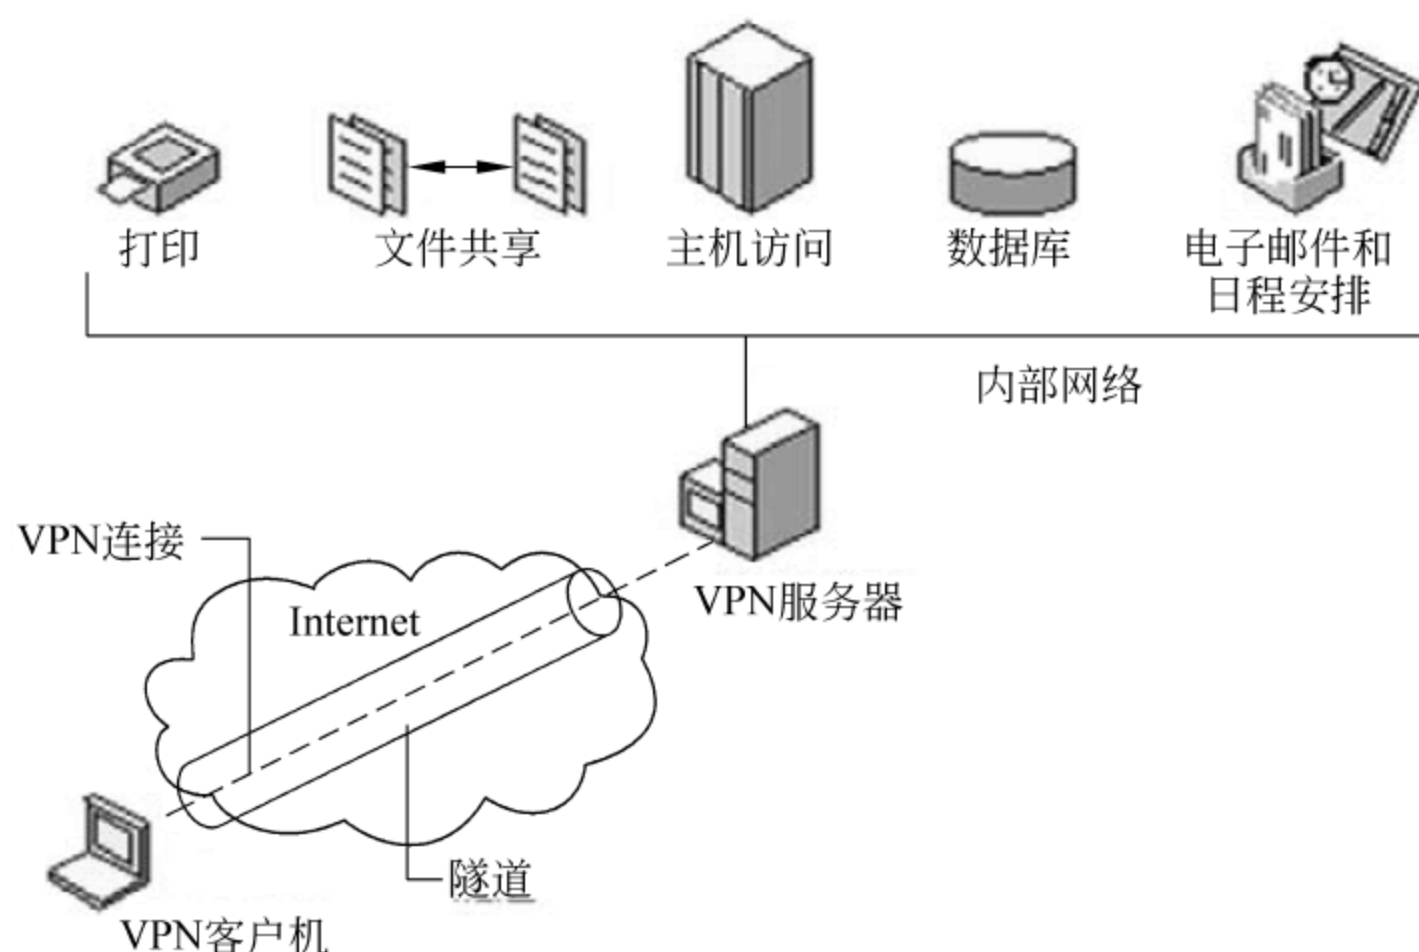 打印
文件共享
主机访问
数据库
电子邮件和
日程安排
内部网络
VPN连接
Internet
VPN服务器
隧道
VPN客户机